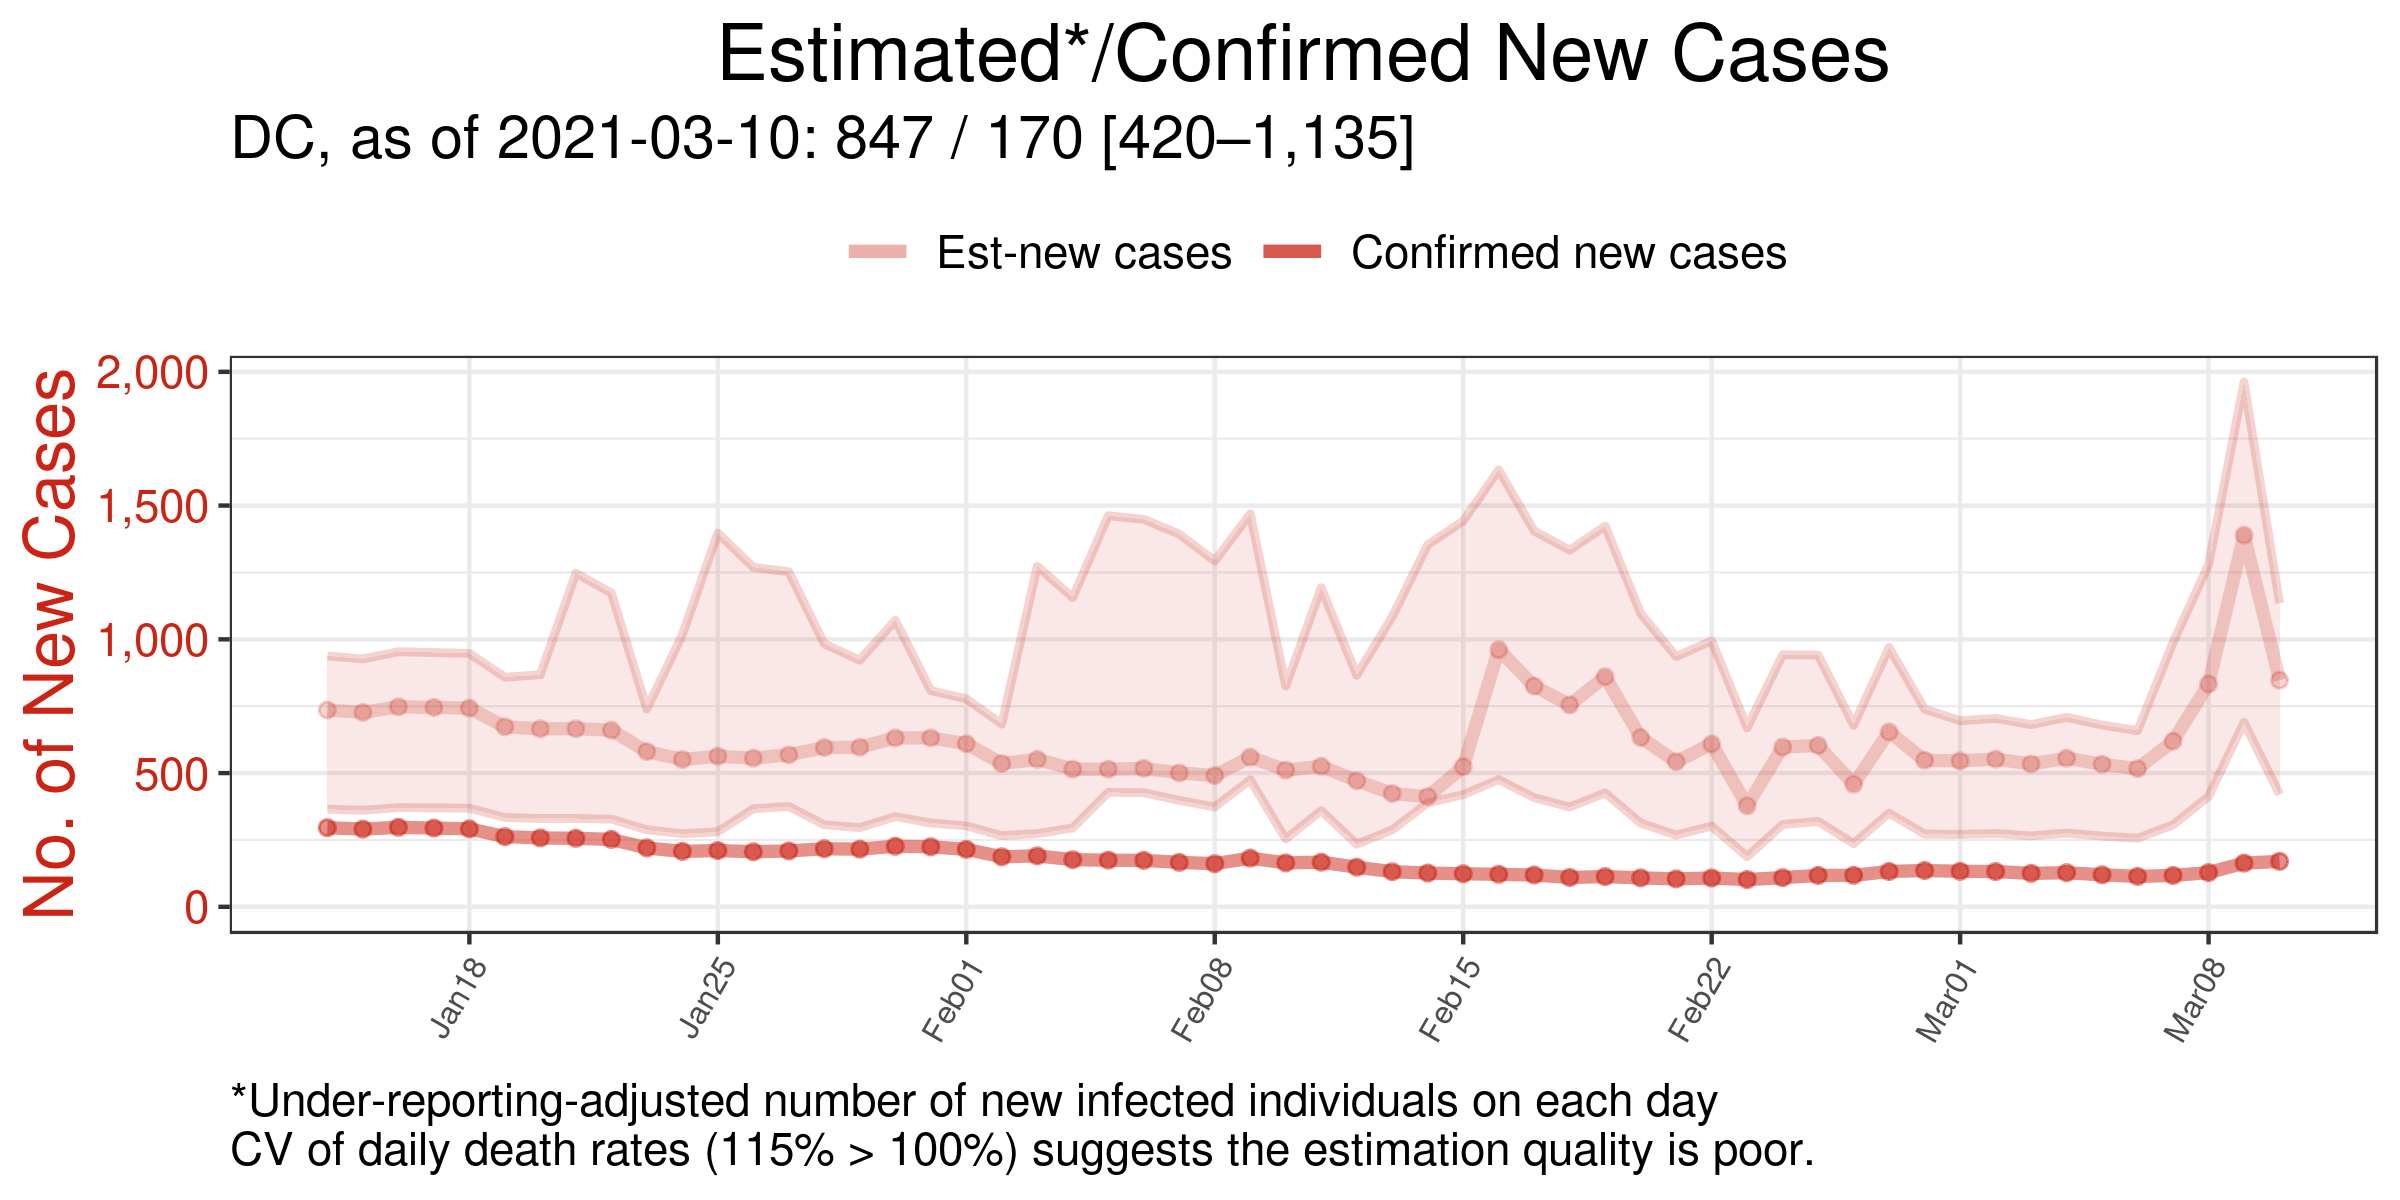 Estimated*/Confirmed New Cases
DC, as of 2021-03-10: 847 / 170 [420–1,135]
Est-new cases Confirmed new cases
No. of New Cases
2,000
1,500
1,000
500
0
Jan18 Jan25 Feb01 Feb08 Feb15 Feb22 Mar01 Mar08
*Under-reporting-adjusted number of new infected individuals on each day
CV of daily death rates (115% > 100%) suggests the estimation quality is poor.